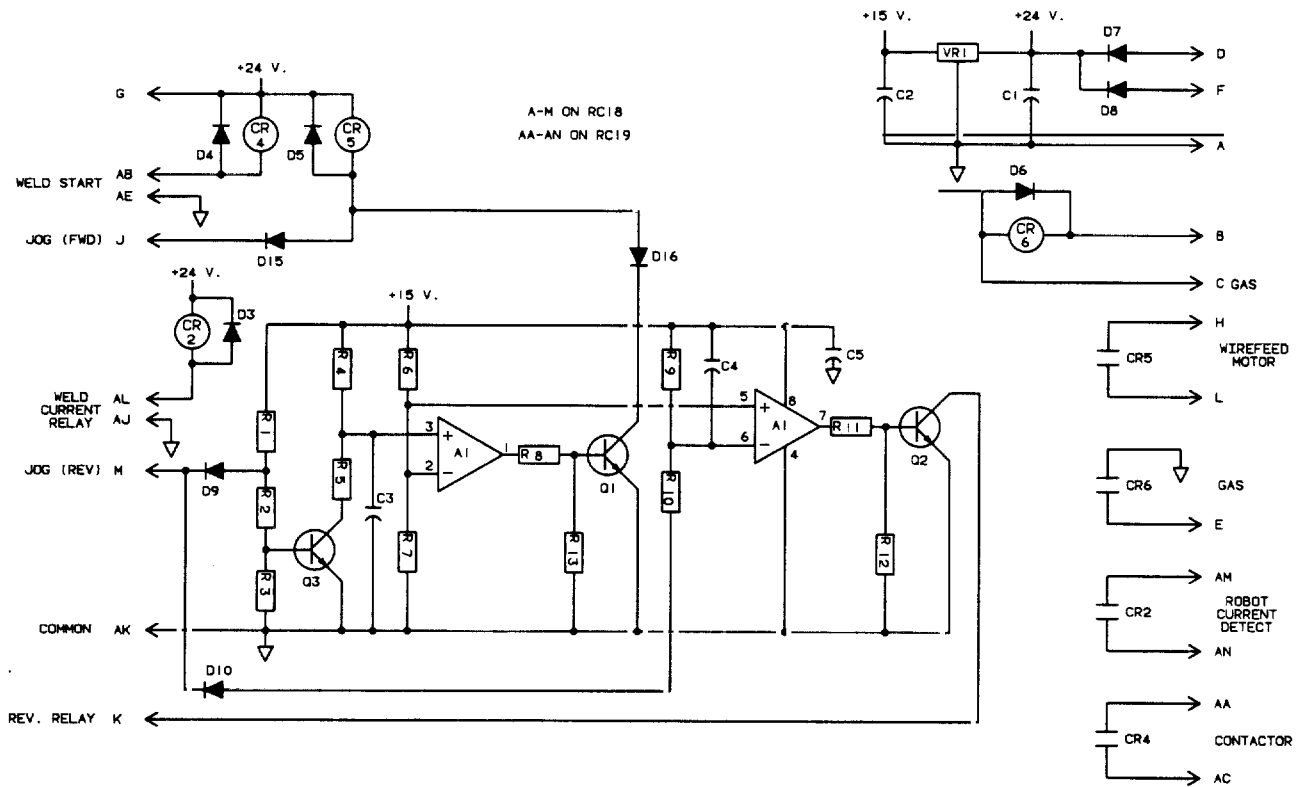 +15 V.
+24 V.
D7
D
VR1
C2
C1
D8
F
A
+24 V.
G
CR
4
CR
5
D4
D5
A-M ON RC18
AA-AN ON RC19
WELD START
AB
AE
JOG (FWD) J
D15
D16
D6
CR
6
B
C GAS
+24 V.
CR
2
D3
+15 V.
WELD
CURRENT
RELAY
AL
AJ
R 4
R 6
R 9
C4
C5
R 1
JOG (REV) M
D9
R 2
R 5
C3
3
2
+
-
A1
1
R 8
Q1
R 10
5
6
+
-
A1
8
7
4
R 11
Q2
R 3
Q3
R 7
R 13
R 12
COMMON AK
D10
REV. RELAY K
H
CR5
WIREFEED
MOTOR
L
CR6
GAS
E
AM
CR2
ROBOT
CURRENT
DETECT
AN
AA
CR4
CONTACTOR
AC